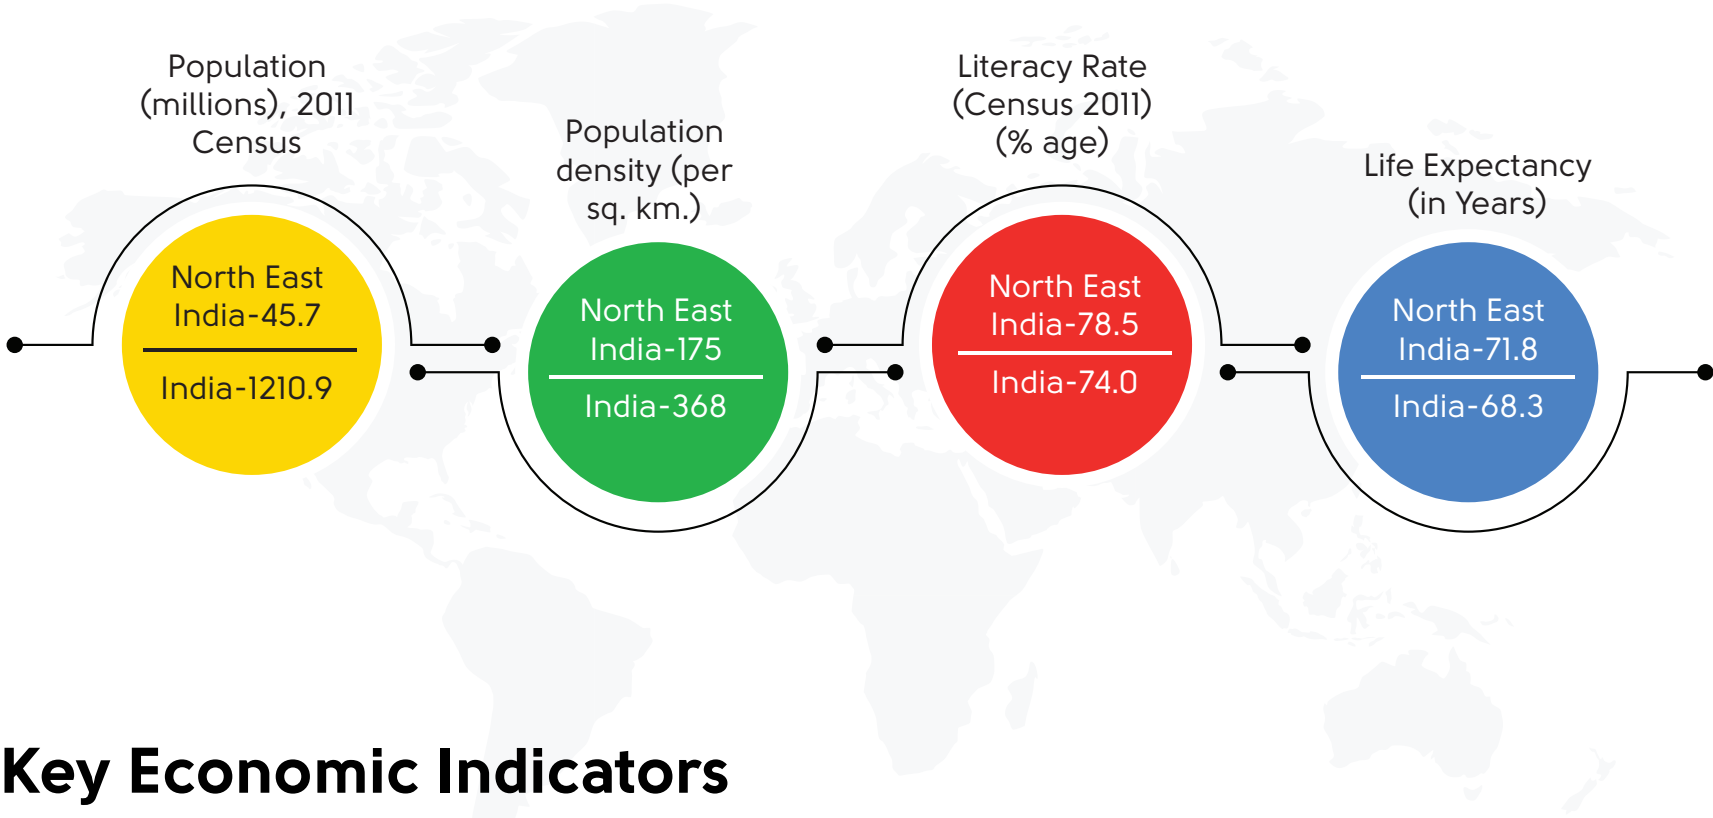 Population
(millions), 2011
Census
North East
India-45.7
India-1210.9
Population
density (per
sq. km.)
North East
India-175
India-368
Literacy Rate
(Census 2011)
(% age)
North East
India-78.5
India-74.0
Life Expectancy
(in Years)
North East
India-71.8
India-68.3
Key Economic Indicators